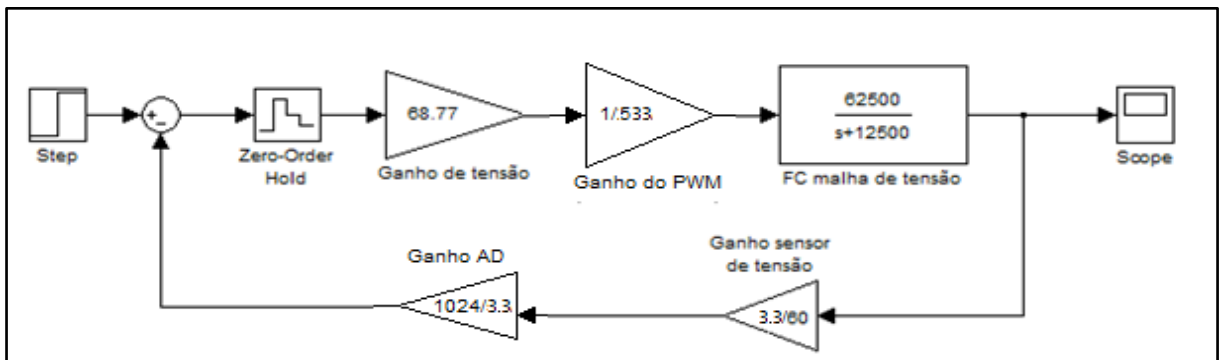 68.77
1/.533.
62500
s+12500
+
-
Step
Zero-Order
Hold
Ganho de tensão
Ganho do PWM
FC malha de tensão
Scope
Ganho AD
1024/3.3.
Ganho sensor
de tensão
3.3/60